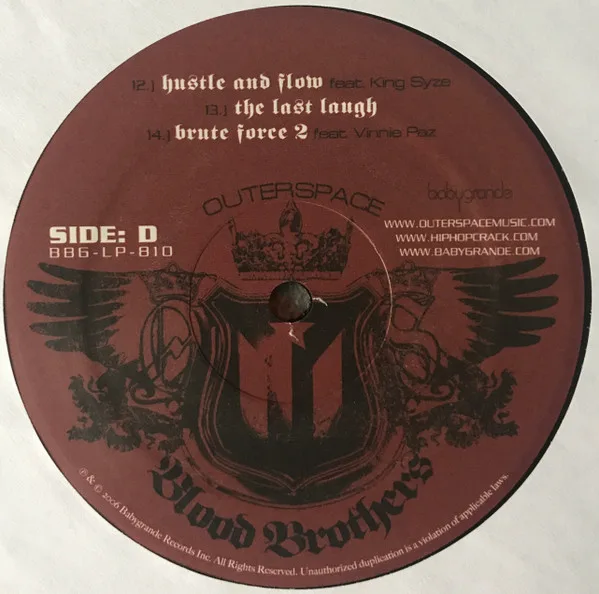 12.) hustle and flow feat. King Syze
13.) the last laugh
14.) brute force 2 feat. Vinnie Paz
OUTERSPACE
babygrande
SIDE: D
BBG-LP-810
WWW.OUTERSPACEMUSIC.COM
WWW.HIPHOPCRACK.COM
WWW.BABYGRANDE.COM
Blood Brothers
℗ & © 2006 Babygrande Records Inc. All Rights Reserved. Unauthorized duplication is a violation of applicable laws.